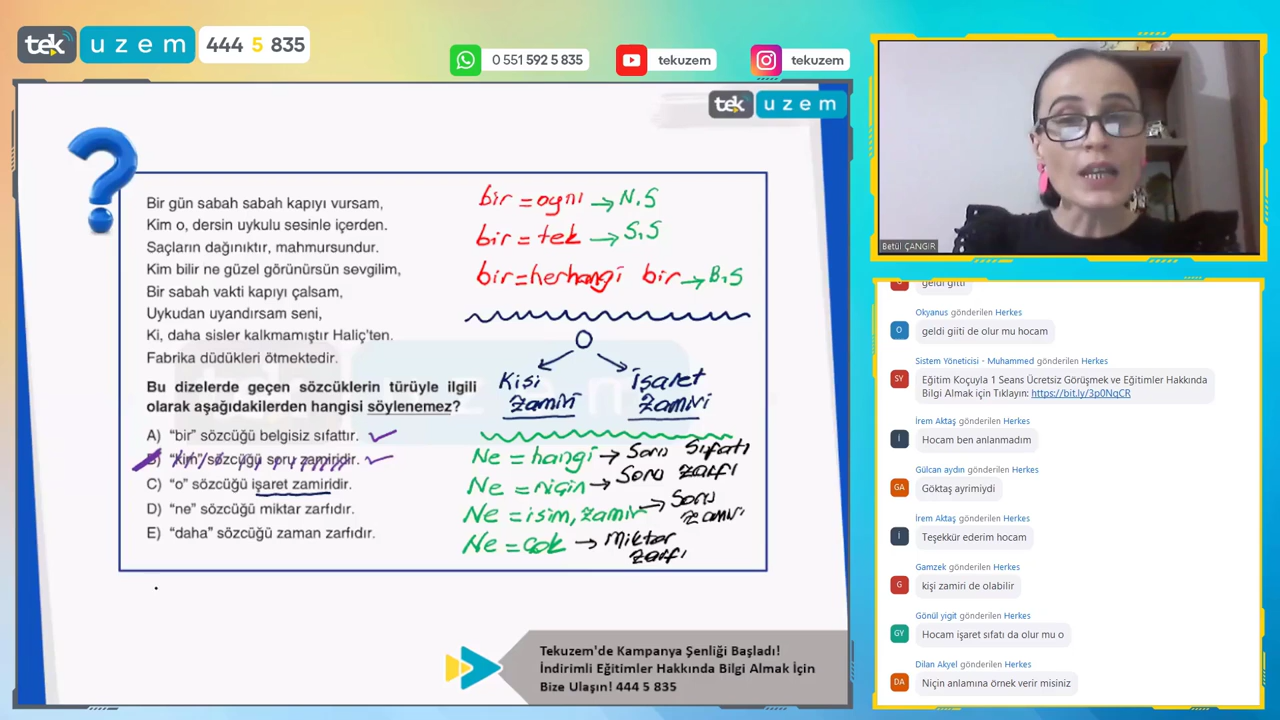 tek uzem 444 5 835
0 551 592 5 835
tekuzem
tekuzem
tek uzem
Bir gün sabah sabah kapıyı vursam,
Kim o, dersin uykulu sesinle içerden.
Saçların dağınıktır, mahmursundur.
Kim bilir ne güzel görünürsün sevgilim,
Bir sabah vakti kapıyı çalsam,
Uykudan uyandırsam seni,
Ki, daha sisler kalkmamıştır Haliç'ten.
Fabrika düdükleri ötmektedir.
Bu dizelerde geçen sözcüklerin türüyle ilgili
olarak aşağıdakilerden hangisi söylenemez?
A) “bir” sözcüğü belgisiz sıfattır.
B) “kim” sözcüğü soru zamiridir.
C) “o” sözcüğü işaret zamiridir.
D) “ne” sözcüğü miktar zarfıdır.
E) “daha” sözcüğü zaman zarfıdır.
bir = aynı → N.S
bir = tek → S.S
bir = herhangi bir → B.S
O
Kişi zamiri
İşaret zamiri
Ne = hangi → Soru Sıfatı
Ne = niçin → Soru zarfı
Ne = isim, zamir → Soru zamiri
Ne = çok → Miktar zarfı
Tekuzem'de Kampanya Şenliği Başladı!
İndirimli Eğitimler Hakkında Bilgi Almak İçin
Bize Ulaşın! 444 5 835
Betül ÇANGIR
geldi gitti
Okyanus gönderilen Herkes
O
geldi giiti de olur mu hocam
Sistem Yöneticisi - Muhammed gönderilen Herkes
SY
Eğitim Koçuyla 1 Seans Ücretsiz Görüşmek ve Eğitimler Hakkında
Bilgi Almak için Tıklayın: https://bit.ly/3p0NqCR
İrem Aktaş gönderilen Herkes
İ
Hocam ben anlanmadım
Gülcan aydın gönderilen Herkes
GA
Göktaş ayrimiydi
İrem Aktaş gönderilen Herkes
İ
Teşekkür ederim hocam
Gamzek gönderilen Herkes
G
kişi zamiri de olabilir
Gönül yigit gönderilen Herkes
GY
Hocam işaret sıfatı da olur mu o
Dilan Akyel gönderilen Herkes
DA
Niçin anlamına örnek verir misiniz